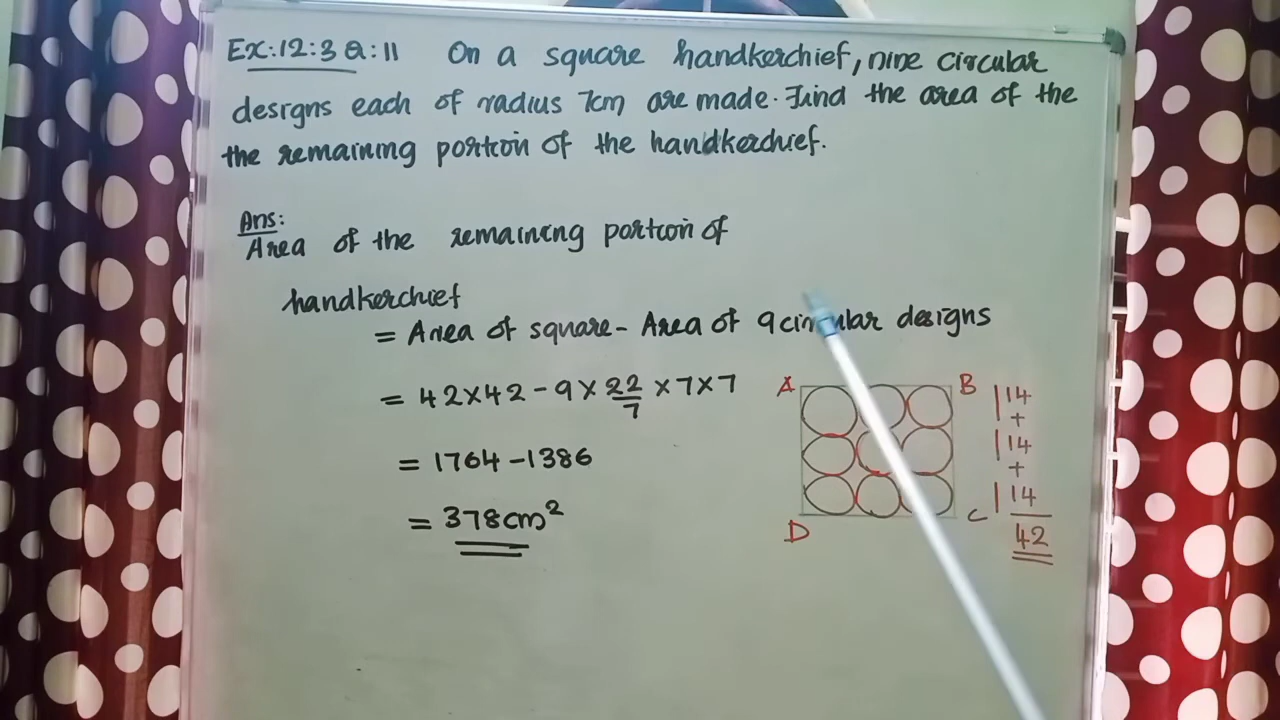 Ex:12:3 Q:11 On a square handkerchief, nine circular
designs each of radius 7cm are made. Find the area of the
the remaining portion of the handkerchief.
Ans:
Area of the remaining portion of
handkerchief
= Area of square - Area of 9 circular designs
= 42×42 - 9 × 22/7 × 7 × 7
= 1764 - 1386
= 378cm²
A
B
C
D
14
+
14
+
14
42